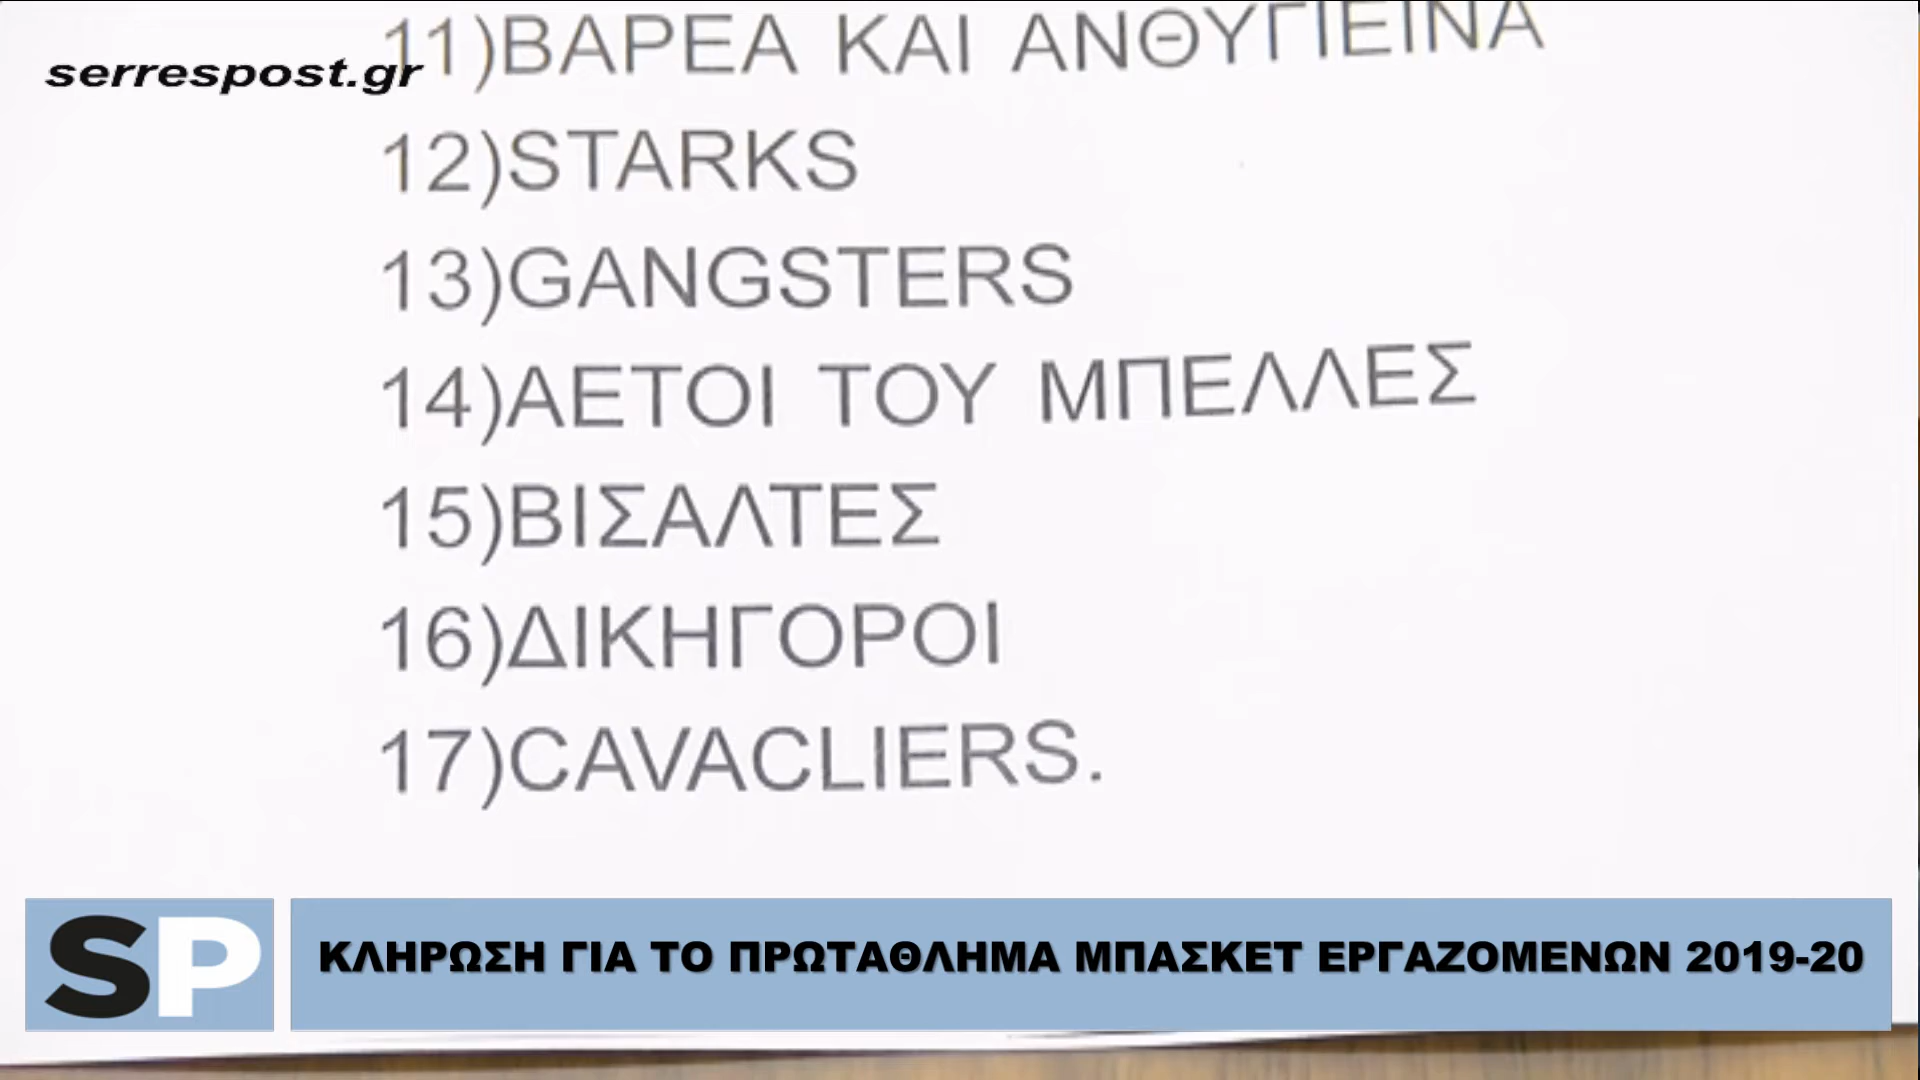 11)ΒΑΡΕΑ ΚΑΙ ΑΝΘΥΓΙΕΙΝΑ
serrespost.gr
12)STARKS
13)GANGSTERS
14)ΑΕΤΟΙ ΤΟΥ ΜΠΕΛΛΕΣ
15)ΒΙΣΑΛΤΕΣ
16)ΔΙΚΗΓΟΡΟΙ
17)CAVACLIERS.
SP
ΚΛΗΡΩΣΗ ΓΙΑ ΤΟ ΠΡΩΤΑΘΛΗΜΑ ΜΠΑΣΚΕΤ ΕΡΓΑΖΟΜΕΝΩΝ 2019-20